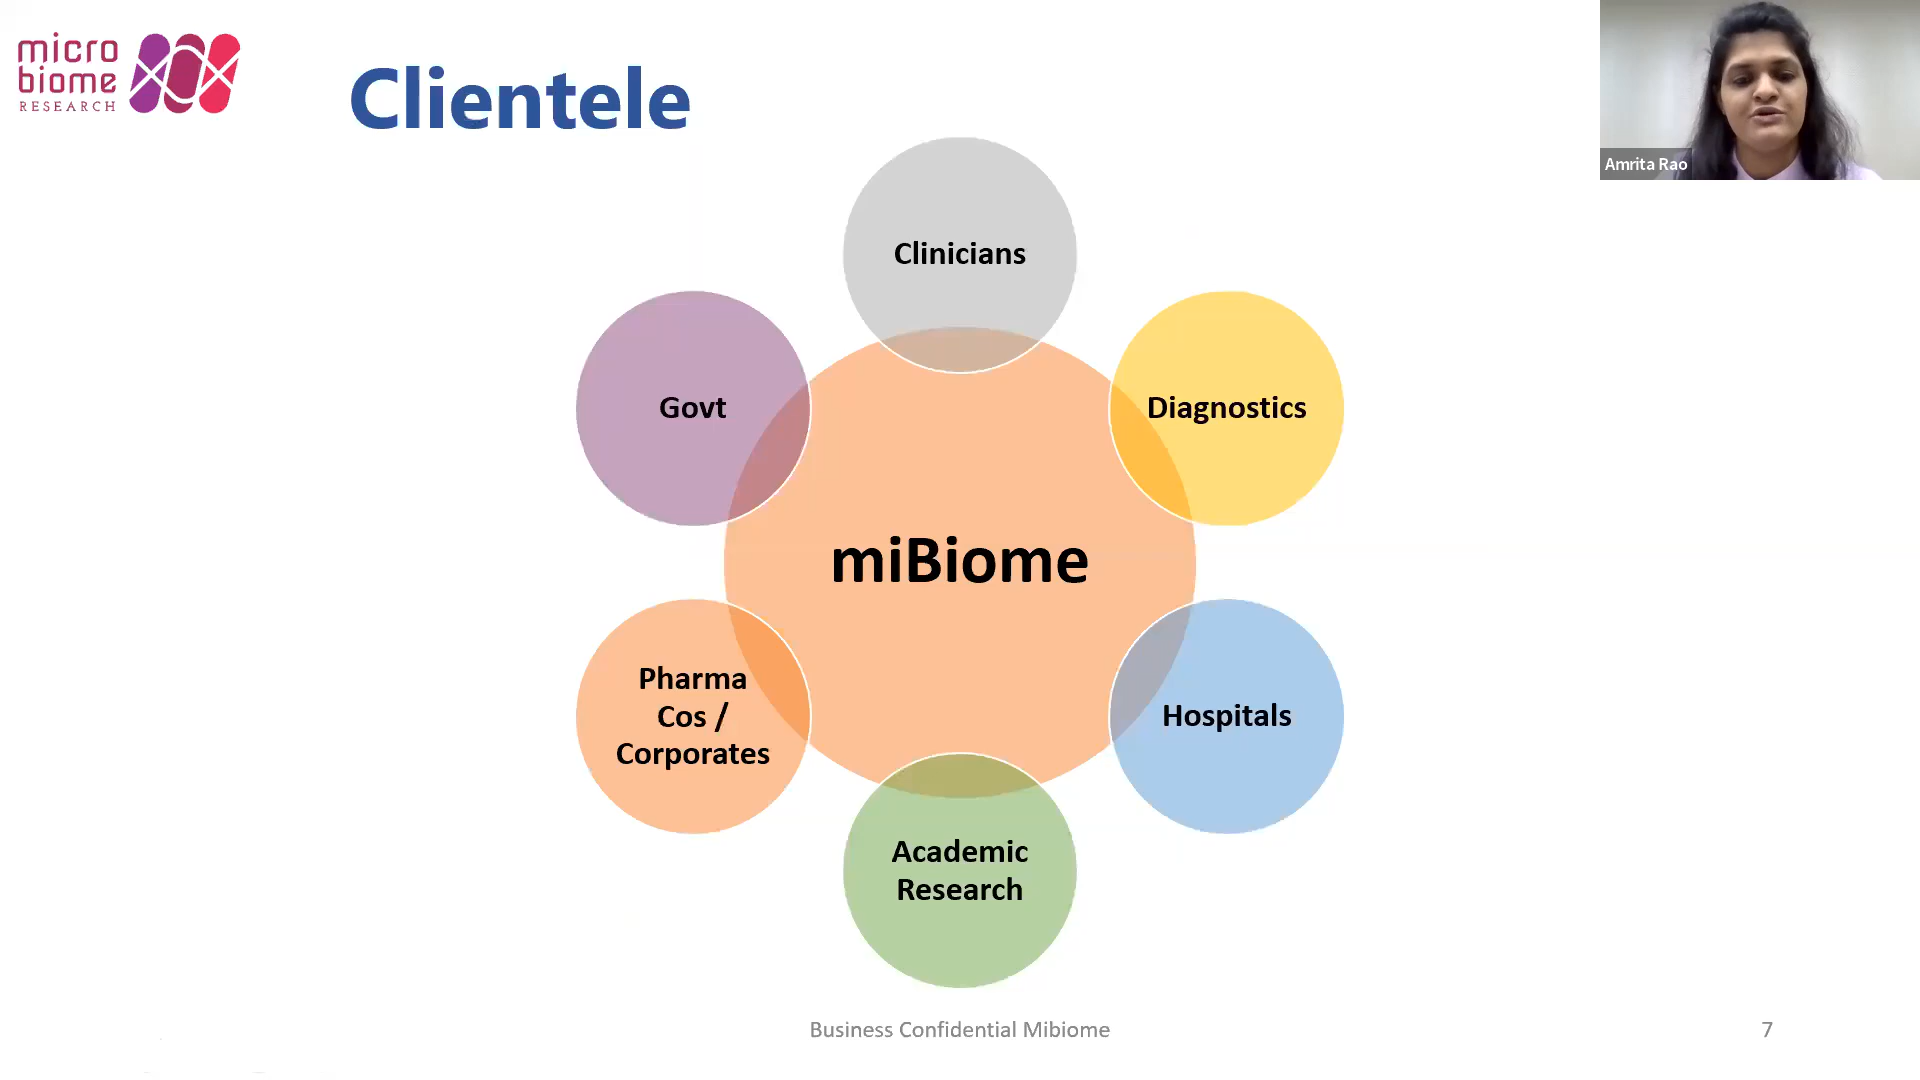 micro
biome
RESEARCH
Clientele
Amrita Rao
Clinicians
Govt
Diagnostics
miBiome
Pharma
Cos /
Corporates
Hospitals
Academic
Research
Business Confidential Mibiome
7